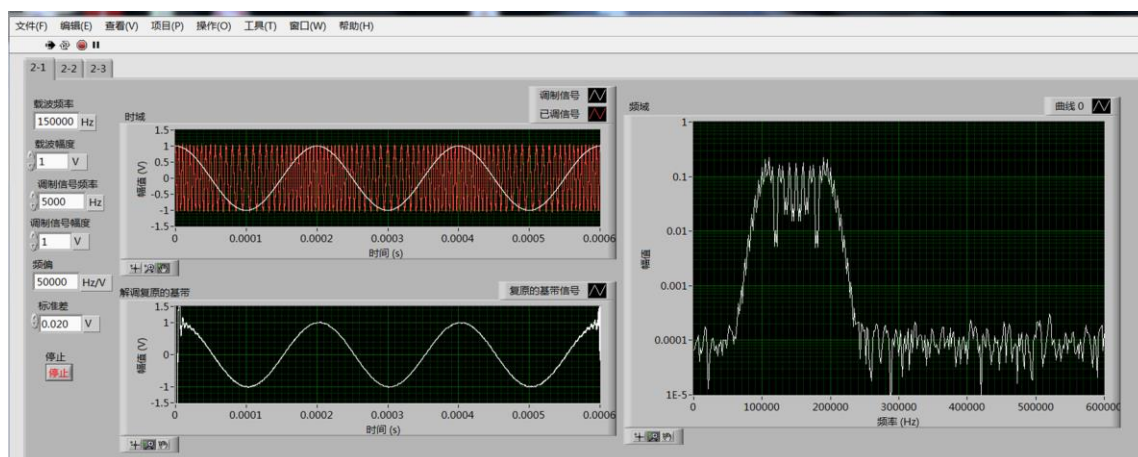 文件(F) 编辑(E) 查看(V) 项目(P) 操作(O) 工具(T) 窗口(W) 帮助(H)
2-1 2-2 2-3
载波频率
150000 Hz
载波幅度
1 V
调制信号频率
5000 Hz
调制信号幅度
1 V
频偏
50000 Hz/V
标准差
0.020 V
停止
停止
时域
调制信号
已调信号
幅值 (V)
1.5
1
0.5
0
-0.5
-1
-1.5
0 0.0001 0.0002 0.0003 0.0004 0.0005 0.0006
时间 (s)
解调复原的基带
复原的基带信号
幅值 (V)
1.5
1
0
-1
-1.5
0 0.0001 0.0002 0.0003 0.0004 0.0005 0.0006
时间 (s)
频域
曲线 0
幅值
1
0.1
0.01
0.001
0.0001
1E-5
0 100000 200000 300000 400000 500000 600000
频率 (Hz)